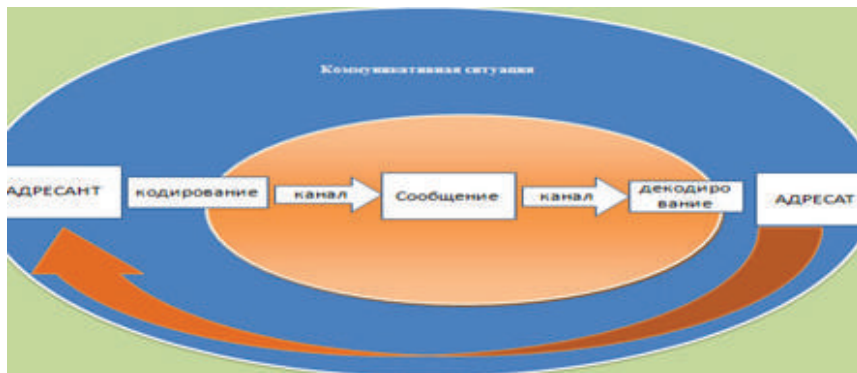 Коммуникативная ситуация
АДРЕСАНТ
кодирование
канал
Сообщение
канал
декодиро
вание
АДРЕСАТ